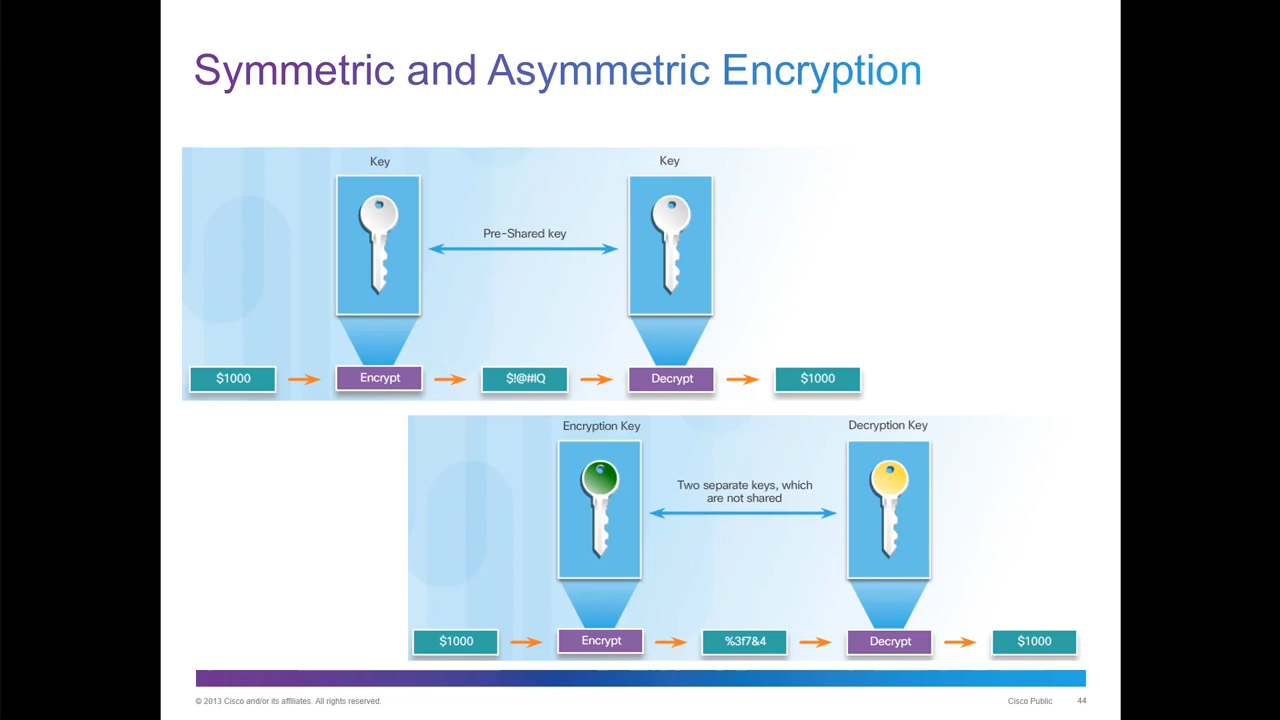 Symmetric and Asymmetric Encryption
Key
Key
Pre-Shared key
$1000
Encrypt
$!@#IQ
Decrypt
$1000
Encryption Key
Decryption Key
Two separate keys, which
are not shared
$1000
Encrypt
%3f7&4
Decrypt
$1000
© 2013 Cisco and/or its affiliates. All rights reserved.
Cisco Public
44